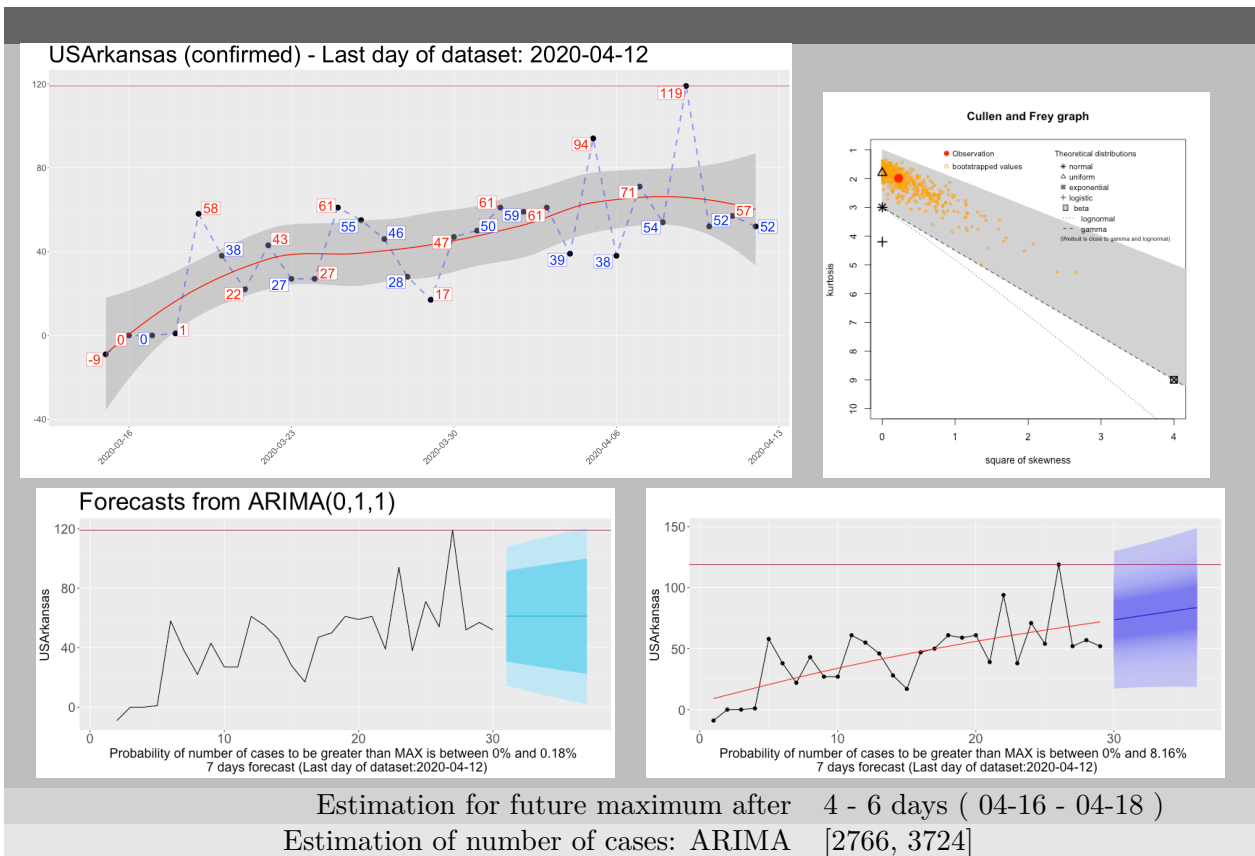 USArkansas (confirmed) - Last day of dataset: 2020-04-12
120
80
40
0
-40
-9
0
0
1
58
38
22
43
27
27
61
55
46
28
17
47
50
61
59
61
39
94
38
71
54
119
52
57
52
2020-03-16
2020-03-23
2020-03-30
2020-04-06
2020-04-13
Cullen and Frey graph
Observation
bootstrapped values
Theoretical distributions
normal
uniform
exponential
logistic
beta
lognormal
gamma
(Weibull is close to gamma and lognormal)
kurtosis
1
2
3
4
5
6
7
8
9
10
0
1
2
3
4
square of skewness
Forecasts from ARIMA(0,1,1)
USArkansas
120
80
40
0
0
10
20
30
Probability of number of cases to be greater than MAX is between 0% and 0.18%
7 days forecast (Last day of dataset:2020-04-12)
USArkansas
150
100
50
0
0
10
20
30
Probability of number of cases to be greater than MAX is between 0% and 8.16%
7 days forecast (Last day of dataset:2020-04-12)
Estimation for future maximum after 4 - 6 days ( 04-16 - 04-18 )
Estimation of number of cases: ARIMA [2766, 3724]